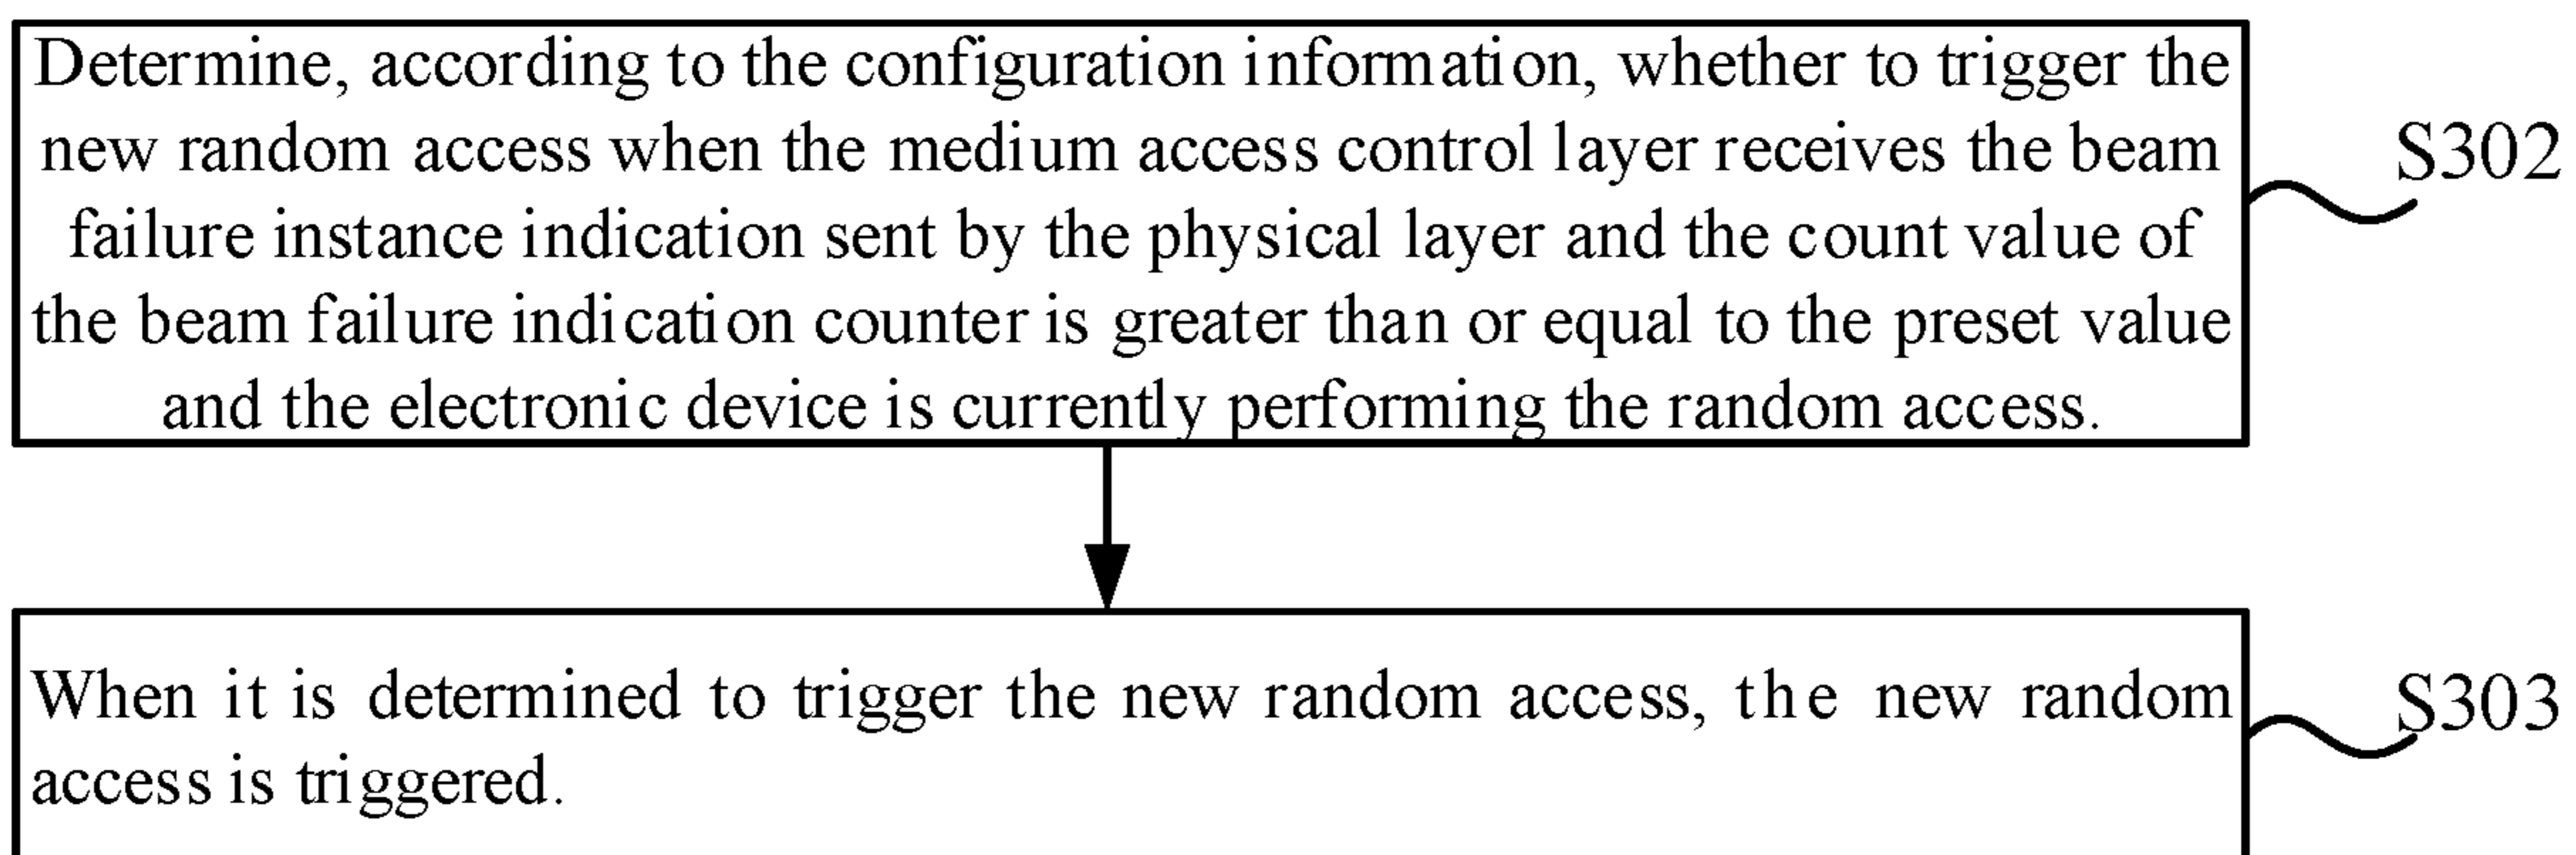 Determine, according to the configuration information, whether to trigger the
new random access when the medium access control layer receives the beam
failure instance indication sent by the physical layer and the count value of
the beam failure indication counter is greater than or equal to the preset value
and the electronic device is currently performing the random access.
S302
When it is determined to trigger the new random access, the new random
access is triggered.
S303